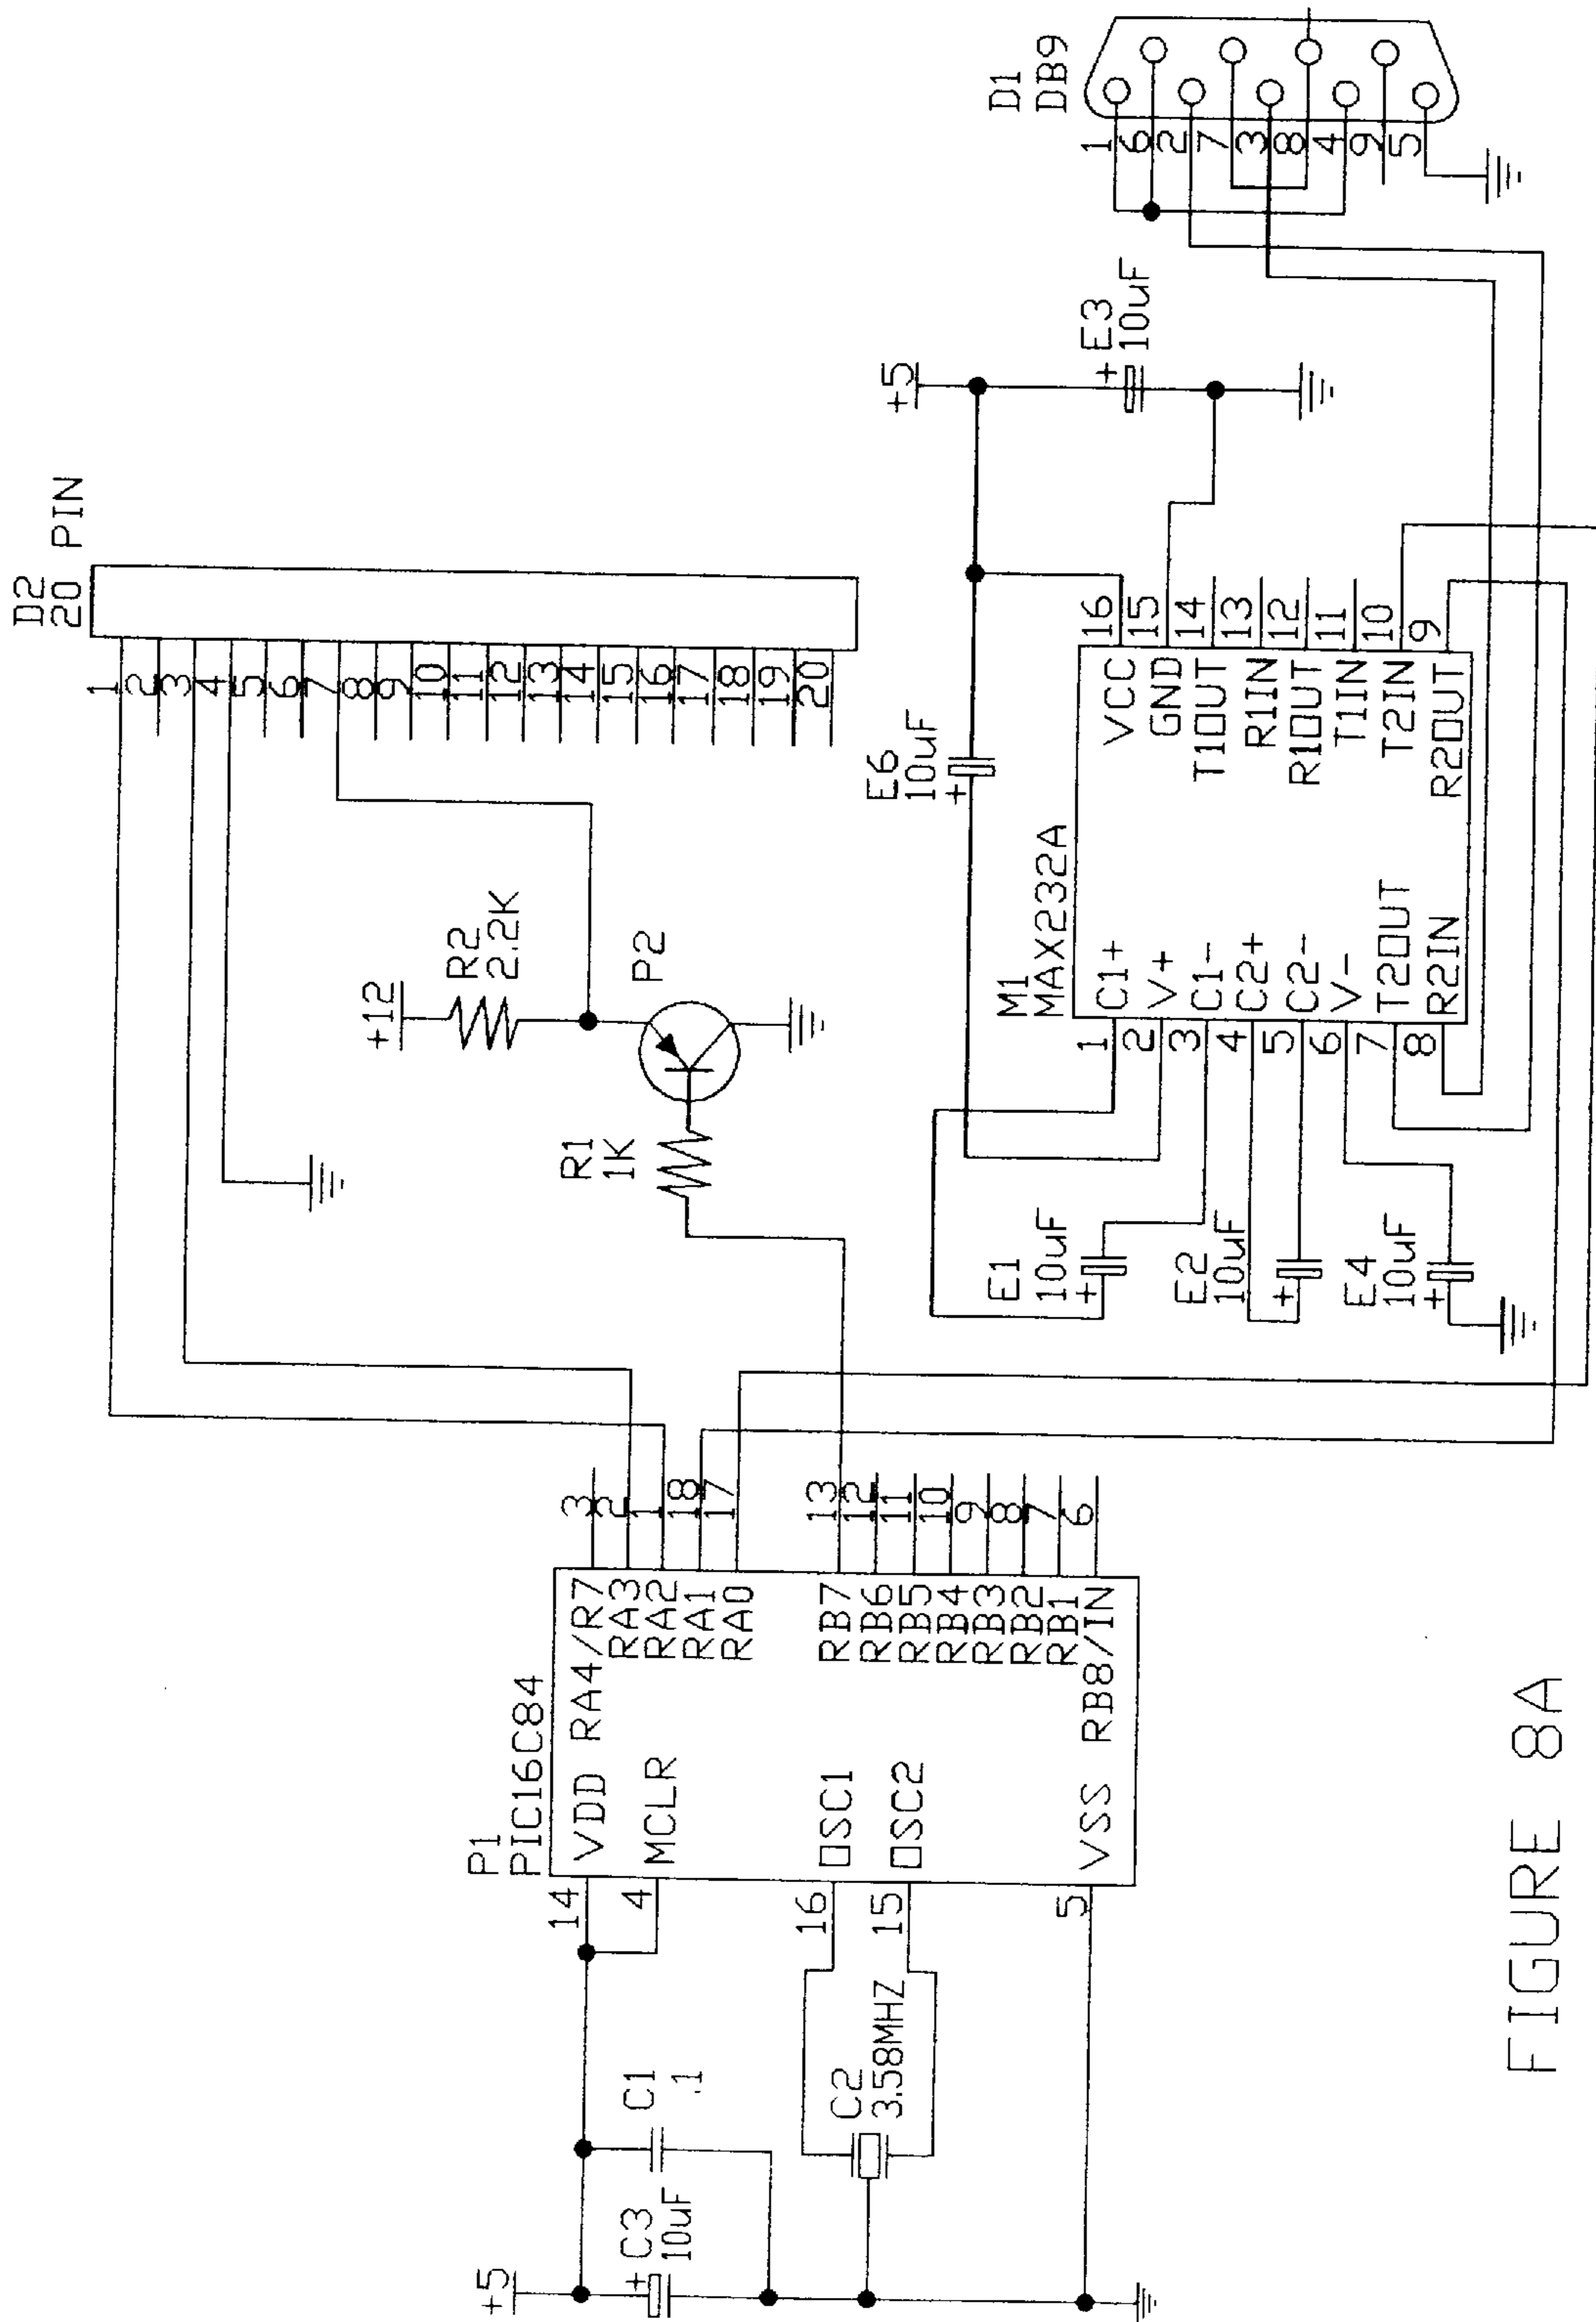 +5
C3
10uF
C1
.1
C2
3.58MHZ
P1
PIC16C84
14
VDD
4
MCLR
16
OSC1
15
OSC2
5
VSS
RA4/R7
3
RA3
2
RA2
1
RA1
18
RA0
17
RB7
13
RB6
12
RB5
11
RB4
10
RB3
9
RB2
8
RB1
7
RB8/IN
6
R1
1K
+12
R2
2.2K
P2
D2
20 PIN
1
2
3
4
5
6
7
8
9
10
11
12
13
14
15
16
17
18
19
20
E1
10uF
+
E2
10uF
+
E4
10uF
+
E6
10uF
+
M1
MAX232A
1
C1+
2
V+
3
C1-
4
C2+
5
C2-
6
V-
7
T2OUT
8
R2IN
VCC
16
GND
15
T1OUT
14
R1IN
13
R1OUT
12
T1IN
11
T2IN
10
R2OUT
9
+5
+
E3
10uF
D1
DB9
1
6
2
7
3
8
4
9
5
FIGURE 8A